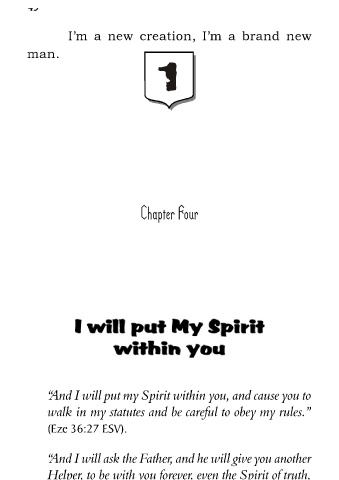 I'm a new creation, I'm a brand new
man.
1
Chapter Four
I will put My Spirit
within you
“And I will put my Spirit within you, and cause you to
walk in my statutes and be careful to obey my rules.”
(Eze 36:27 ESV).
“And I will ask the Father, and he will give you another
Helper, to be with you forever, even the Spirit of truth,